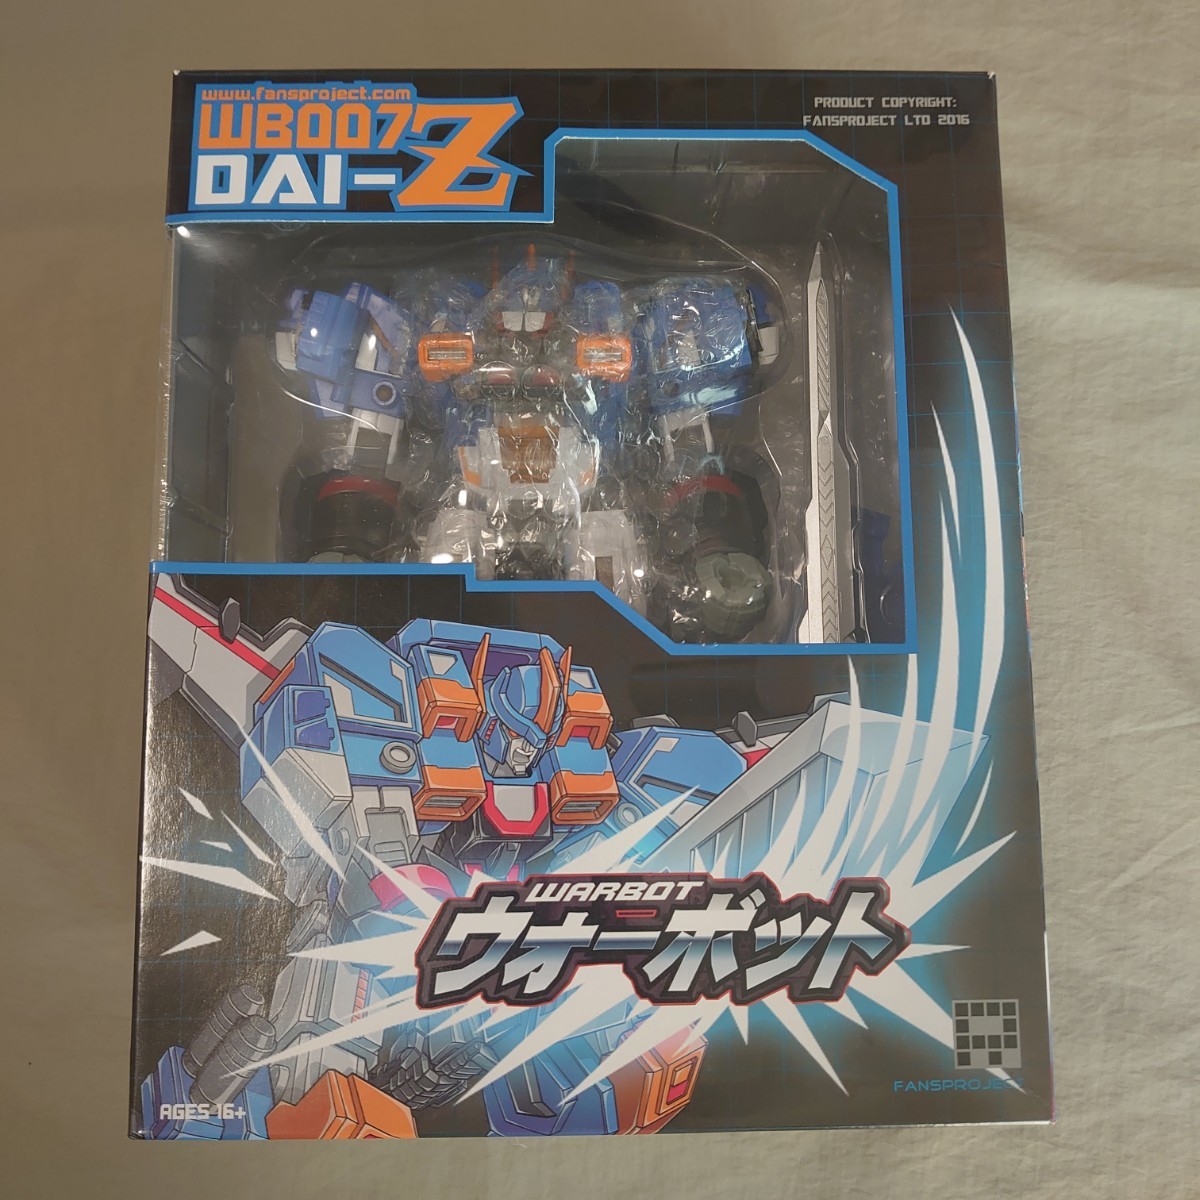 www.fansproject.com
WB007
DAI-Z
PRODUCT COPYRIGHT:
FANSPROJECT LTD 2016
WARBOT
ウォーボット
FANSPROJECT
AGES 16+